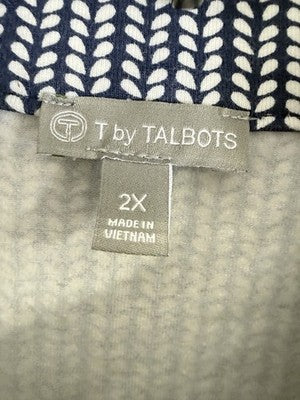 T T by TALBOTS
2X
MADE IN
VIETNAM